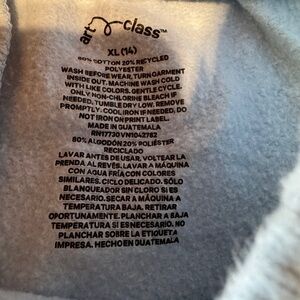 art class™
XL (14)
80% COTTON 20% RECYCLED
POLYESTER
WASH BEFORE WEAR, TURN GARMENT
INSIDE OUT. MACHINE WASH COLD
WITH LIKE COLORS. GENTLE CYCLE.
ONLY NON-CHLORINE BLEACH IF
NEEDED. TUMBLE DRY LOW. REMOVE
PROMPTLY. COOL IRON IF NEEDED. DO
NOT IRON ON PRINT LABEL
MADE IN GUATEMALA
RN17730 VN1042782
80% ALGODÓN 20% POLIÉSTER
RECICLADO
LAVAR ANTES DE USAR. VOLTEAR LA
PRENDA AL REVÉS. LAVAR A MÁQUINA
CON AGUA FRÍA CON COLORES
SIMILARES. CICLO DELICADO. SÓLO
BLANQUEADOR SIN CLORO SI ES
NECESARIO. SECAR A MÁQUINA A
TEMPERATURA BAJA. RETIRAR
OPORTUNAMENTE. PLANCHAR A BAJA
TEMPERATURA SI ES NECESARIO. NO
PLANCHAR SOBRE LA ETIQUETA
IMPRESA. HECHO EN GUATEMALA